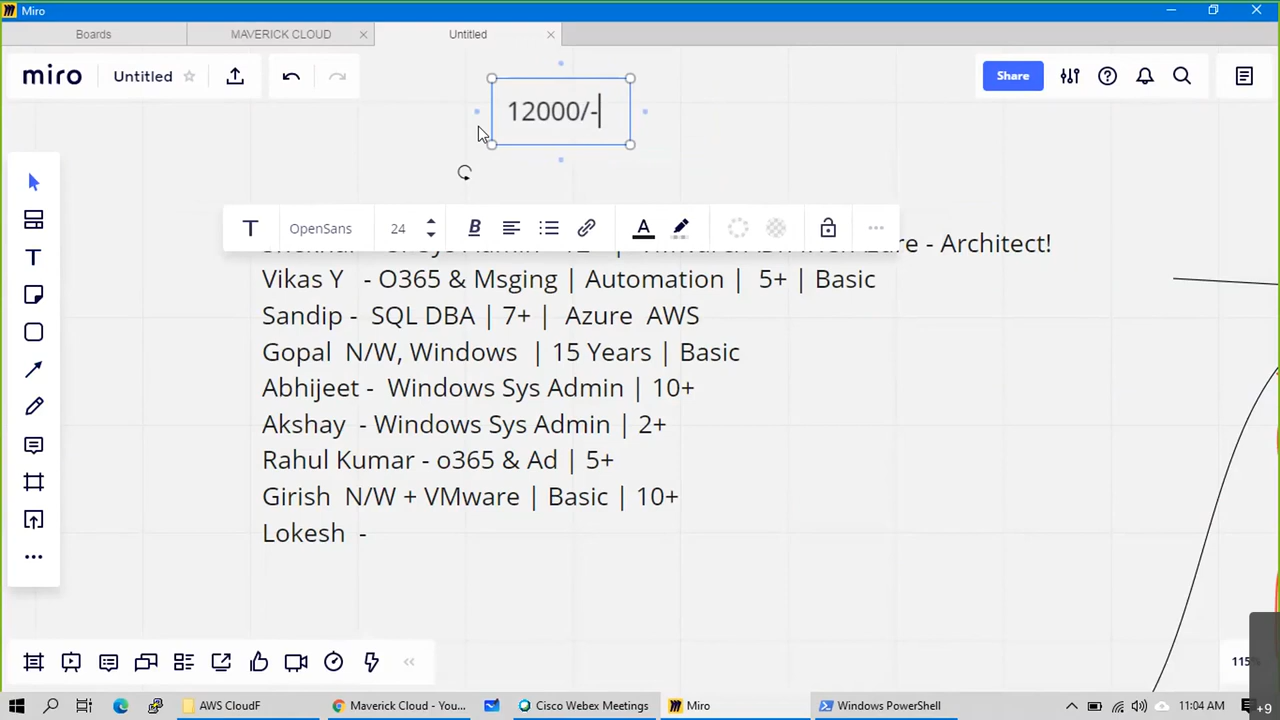 Miro
Boards
MAVERICK CLOUD
Untitled
miro
Untitled
Share
12000/-
OpenSans
24
B
A
- Architect!
Vikas Y - O365 & Msging | Automation | 5+ | Basic
Sandip - SQL DBA | 7+ | Azure AWS
Gopal N/W, Windows | 15 Years | Basic
Abhijeet - Windows Sys Admin | 10+
Akshay - Windows Sys Admin | 2+
Rahul Kumar - o365 & Ad | 5+
Girish N/W + VMware | Basic | 10+
Lokesh -
115%
AWS CloudF
Maverick Cloud - You...
Cisco Webex Meetings
Miro
Windows PowerShell
11:04 AM
+9